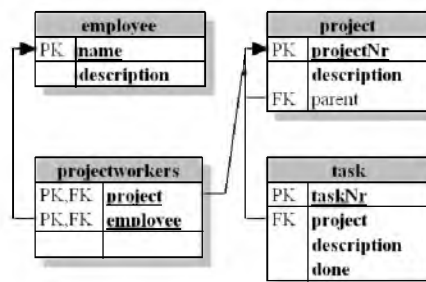 employee
PK name
description
project
PK projectNr
description
FK parent
projectworkers
PK,FK project
PK,FK employee
task
PK taskNr
FK project
description
done